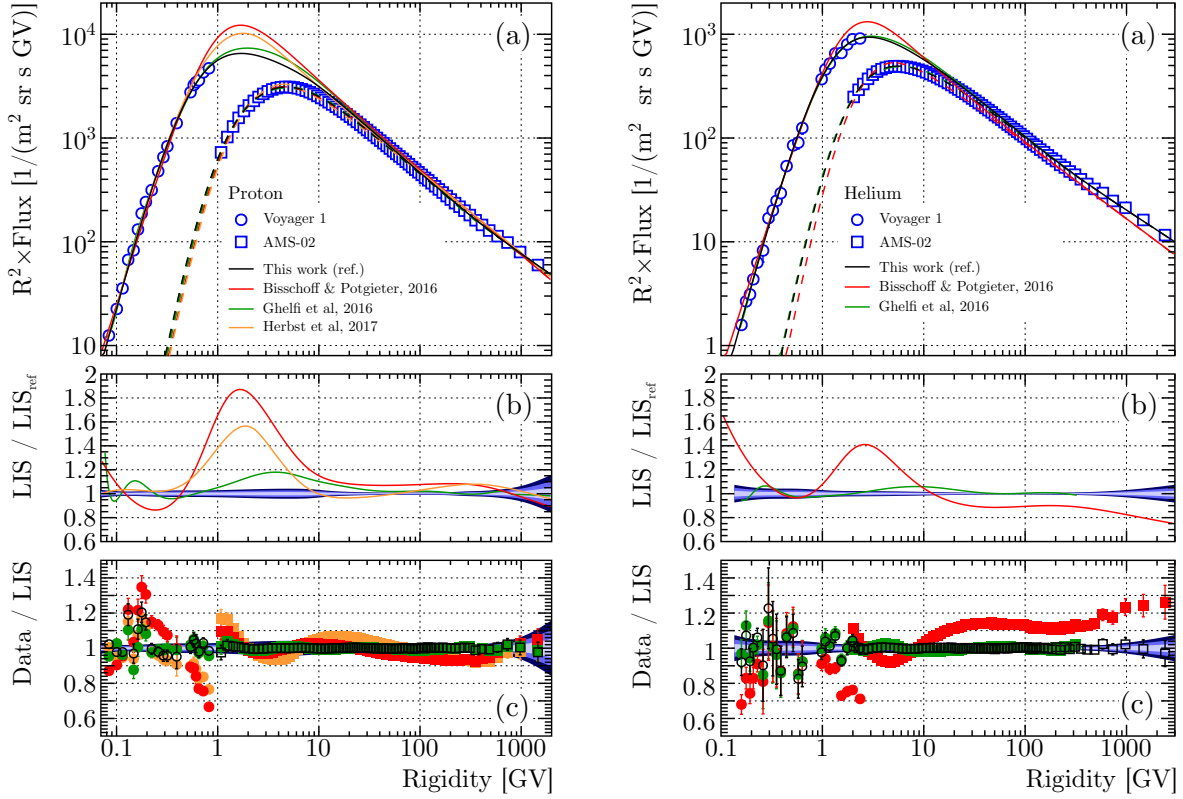 R²×Flux [1/(m² sr s GV)]
10⁴
10³
10²
10
(a)
Proton
Voyager 1
AMS-02
This work (ref.)
Bisschoff & Potgieter, 2016
Ghelfi et al, 2016
Herbst et al, 2017
LIS / LISref
2
1.8
1.6
1.4
1.2
1
0.8
0.6
(b)
Data / LIS
1.4
1.2
1
0.8
0.6
(c)
0.1 1 10 100 1000
Rigidity [GV]
R²×Flux [1/(m² sr s GV)]
10³
10²
10
1
(a)
Helium
Voyager 1
AMS-02
This work (ref.)
Bisschoff & Potgieter, 2016
Ghelfi et al, 2016
LIS / LISref
2
1.8
1.6
1.4
1.2
1
0.8
0.6
(b)
Data / LIS
1.4
1.2
1
0.8
0.6
(c)
0.1 1 10 100 1000
Rigidity [GV]